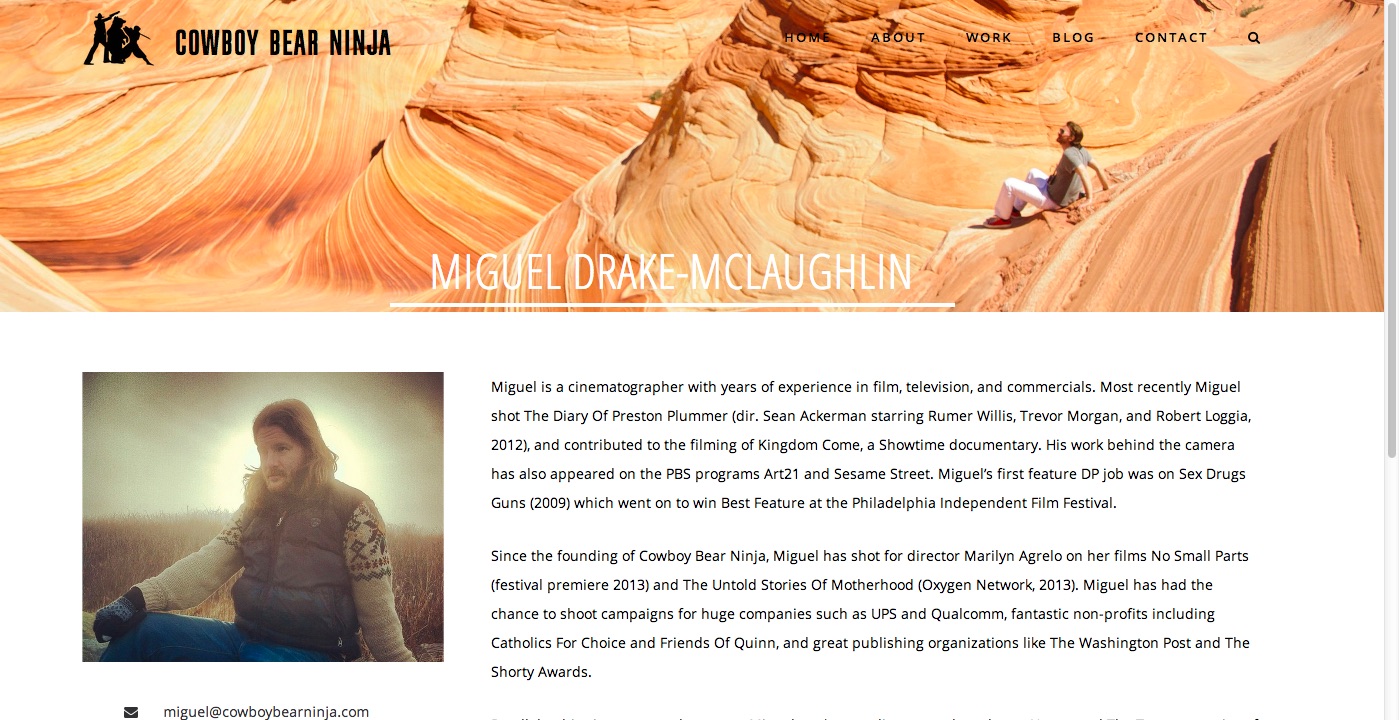 COWBOY BEAR NINJA
HOME ABOUT WORK BLOG CONTACT
MIGUEL DRAKE-MCLAUGHLIN
Miguel is a cinematographer with years of experience in film, television, and commercials. Most recently Miguel
shot The Diary Of Preston Plummer (dir. Sean Ackerman starring Rumer Willis, Trevor Morgan, and Robert Loggia,
2012), and contributed to the filming of Kingdom Come, a Showtime documentary. His work behind the camera
has also appeared on the PBS programs Art21 and Sesame Street. Miguel’s first feature DP job was on Sex Drugs
Guns (2009) which went on to win Best Feature at the Philadelphia Independent Film Festival.
Since the founding of Cowboy Bear Ninja, Miguel has shot for director Marilyn Agrelo on her films No Small Parts
(festival premiere 2013) and The Untold Stories Of Motherhood (Oxygen Network, 2013). Miguel has had the
chance to shoot campaigns for huge companies such as UPS and Qualcomm, fantastic non-profits including
Catholics For Choice and Friends Of Quinn, and great publishing organizations like The Washington Post and The
Shorty Awards.
miguel@cowboybearninja.com